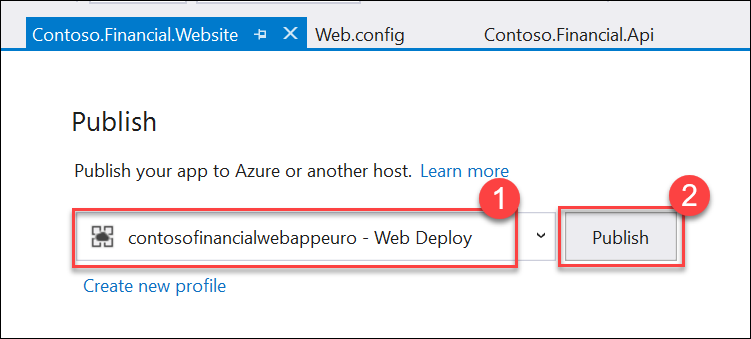 Contoso.Financial.Website Web.config Contoso.Financial.Api
Publish
Publish your app to Azure or another host. Learn more
1
2
contosofinancialwebappeuro - Web Deploy
Publish
Create new profile